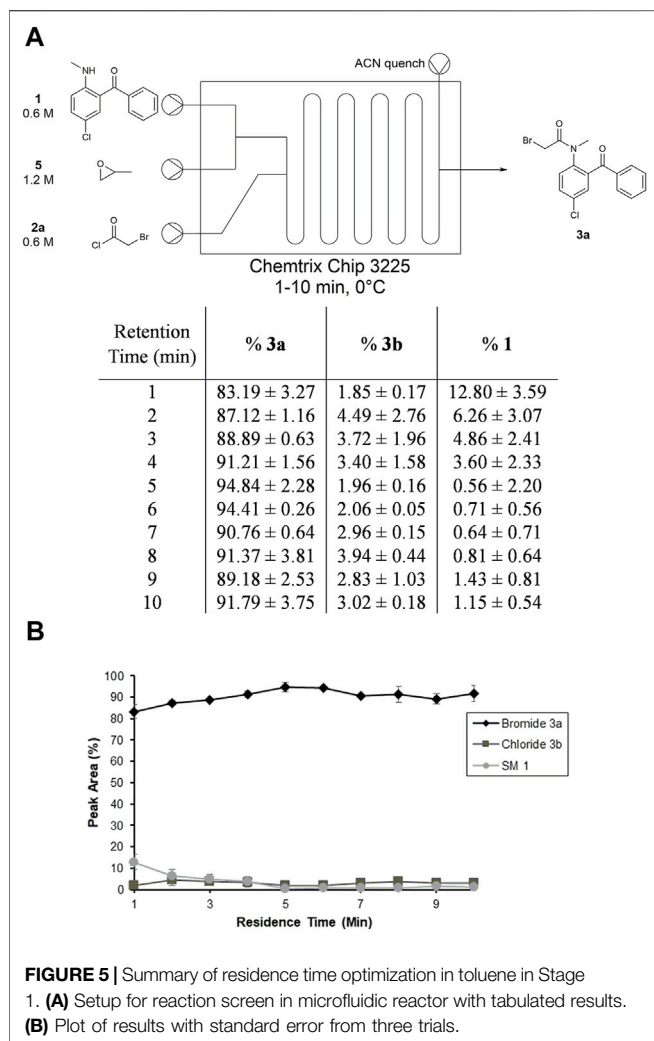 A
ACN quench
1
0.6 M
NH
O
Cl
5
1.2 M
O
2a
0.6 M
O
Cl
Br
O
Br
N
O
Cl
3a
Chemtrix Chip 3225
1-10 min, 0°C
Retention Time (min) % 3a % 3b % 1
1 83.19 ± 3.27 1.85 ± 0.17 12.80 ± 3.59
2 87.12 ± 1.16 4.49 ± 2.76 6.26 ± 3.07
3 88.89 ± 0.63 3.72 ± 1.96 4.86 ± 2.41
4 91.21 ± 1.56 3.40 ± 1.58 3.60 ± 2.33
5 94.84 ± 2.28 1.96 ± 0.16 0.56 ± 2.20
6 94.41 ± 0.26 2.06 ± 0.05 0.71 ± 0.56
7 90.76 ± 0.64 2.96 ± 0.15 0.64 ± 0.71
8 91.37 ± 3.81 3.94 ± 0.44 0.81 ± 0.64
9 89.18 ± 2.53 2.83 ± 1.03 1.43 ± 0.81
10 91.79 ± 3.75 3.02 ± 0.18 1.15 ± 0.54
B
Peak Area (%)
100
90
80
70
60
50
40
30
20
10
0
1 3 5 7 9
Residence Time (Min)
Bromide 3a
Chloride 3b
SM 1
FIGURE 5 | Summary of residence time optimization in toluene in Stage
1. (A) Setup for reaction screen in microfluidic reactor with tabulated results.
(B) Plot of results with standard error from three trials.